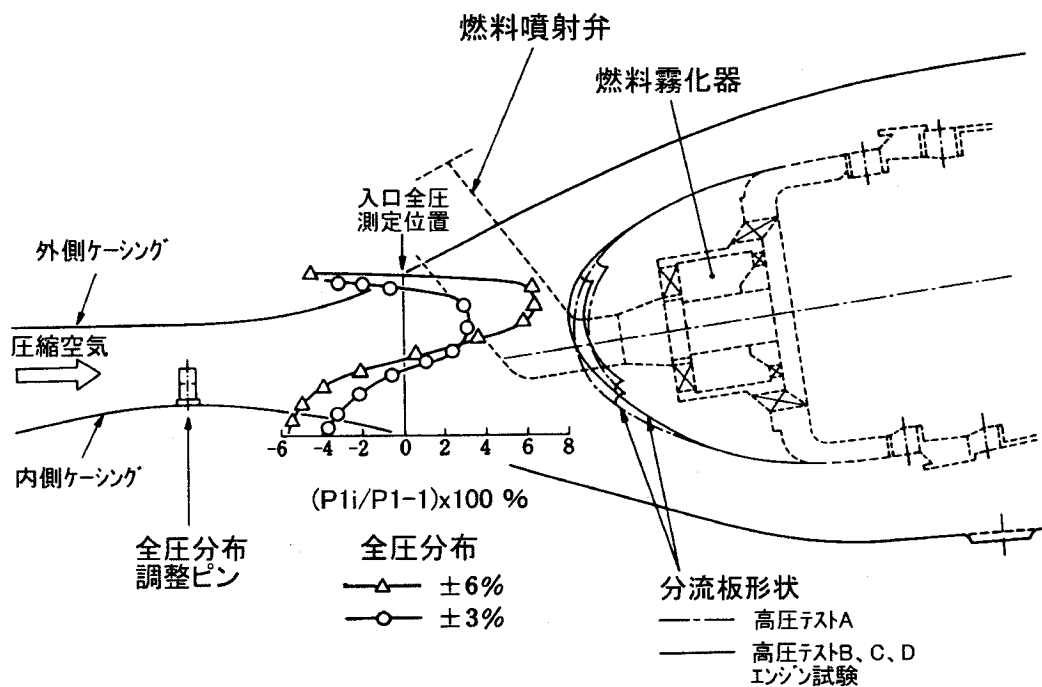 燃料噴射弁
燃料霧化器
入口全圧
測定位置
外側ケーシング
圧縮空気
内側ケーシング
-6 -4 -2 0 2 4 6 8
(P1i/P1-1)x100 %
全圧分布
調整ピン
全圧分布
±6%
±3%
分流板形状
高圧テストA
高圧テストB、C、D
エンジン試験